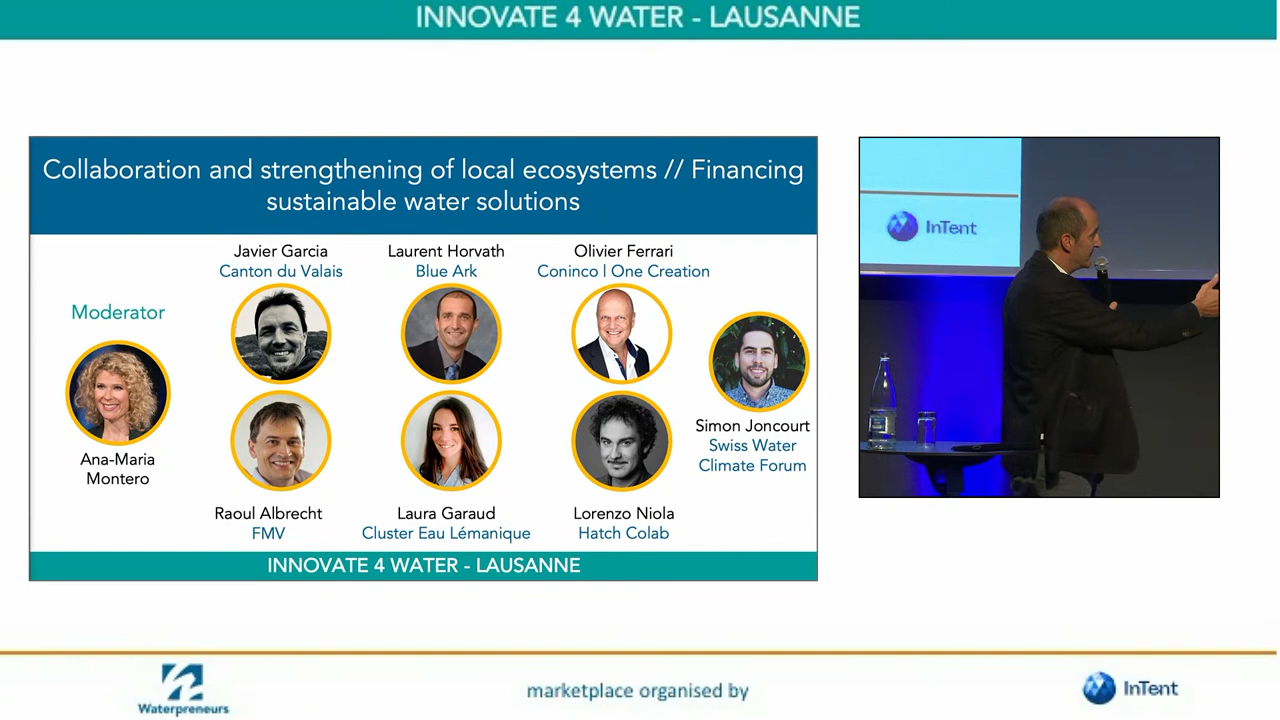 INNOVATE 4 WATER - LAUSANNE
Collaboration and strengthening of local ecosystems // Financing
sustainable water solutions
Moderator
Ana-Maria
Montero
Javier Garcia
Canton du Valais
Laurent Horvath
Blue Ark
Olivier Ferrari
Coninco | One Creation
Raoul Albrecht
FMV
Laura Garaud
Cluster Eau Lémanique
Lorenzo Niola
Hatch Colab
Simon Joncourt
Swiss Water
Climate Forum
INNOVATE 4 WATER - LAUSANNE
InTent
Waterpreneurs
marketplace organised by
InTent